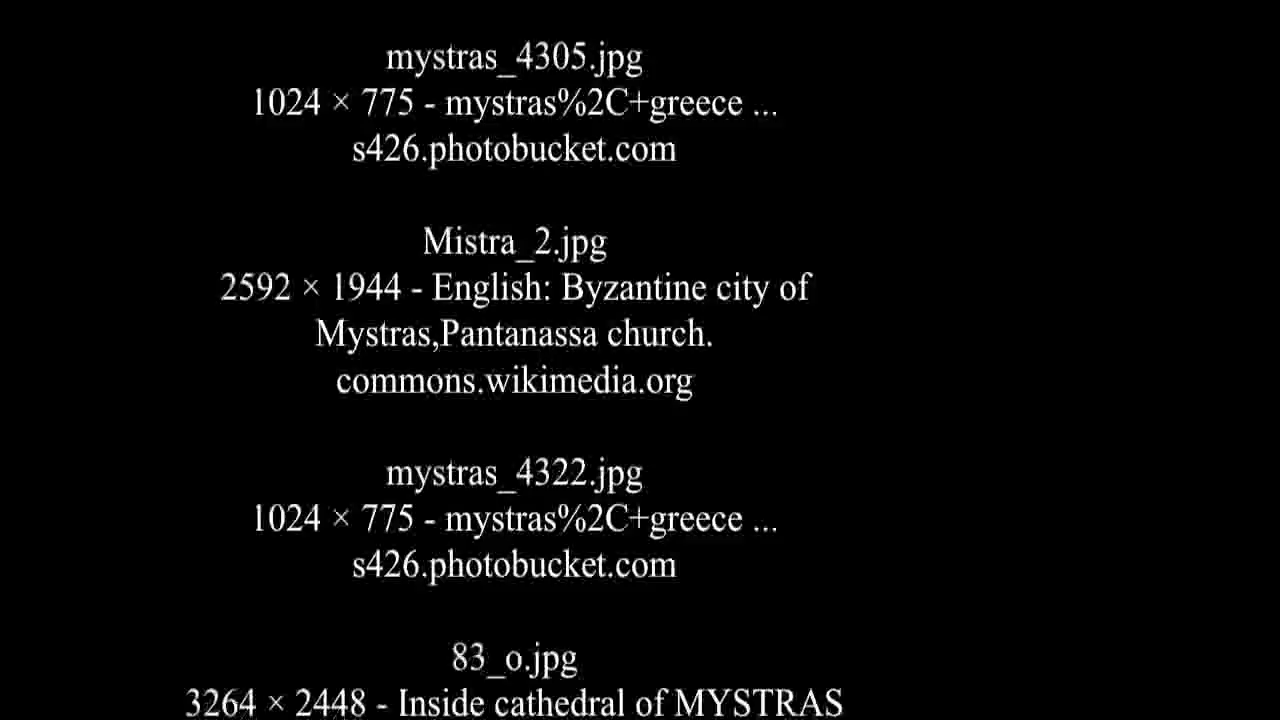 mystras_4305.jpg
1024 × 775 - mystras%2C+greece ...
s426.photobucket.com
Mistra_2.jpg
2592 × 1944 - English: Byzantine city of
Mystras,Pantanassa church.
commons.wikimedia.org
mystras_4322.jpg
1024 × 775 - mystras%2C+greece ...
s426.photobucket.com
83_o.jpg
3264 × 2448 - Inside cathedral of MYSTRAS